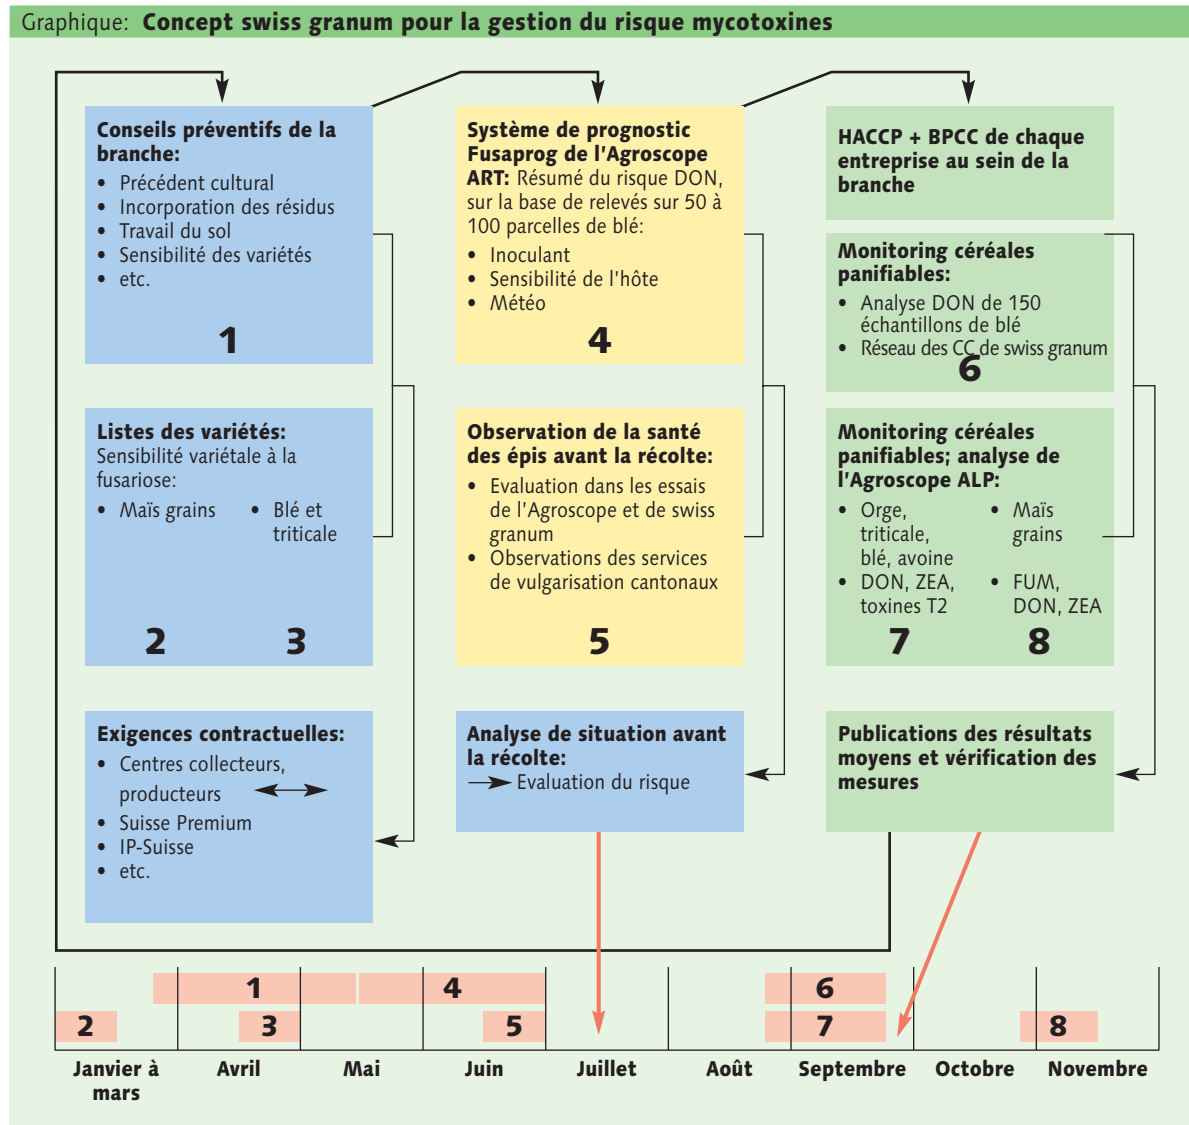 Graphique: Concept swiss granum pour la gestion du risque mycotoxines
Conseils préventifs de la
branche:
• Précédent cultural
• Incorporation des résidus
• Travail du sol
• Sensibilité des variétés
• etc.
1
Listes des variétés:
Sensibilité variétale à la
fusariose:
• Maïs grains
• Blé et
triticale
2
3
Exigences contractuelles:
• Centres collecteurs,
producteurs
• Suisse Premium
• IP-Suisse
• etc.
Système de prognostic
Fusaprog de l'Agroscope
ART: Résumé du risque DON,
sur la base de relevés sur 50 à
100 parcelles de blé:
• Inoculant
• Sensibilité de l'hôte
• Météo
4
Observation de la santé
des épis avant la récolte:
• Evaluation dans les essais
de l'Agroscope et de swiss
granum
• Observations des services
de vulgarisation cantonaux
5
Analyse de situation avant
la récolte:
Evaluation du risque
HACCP + BPCC de chaque
entreprise au sein de la
branche
Monitoring céréales
panifiables:
• Analyse DON de 150
échantillons de blé
• Réseau des CC de swiss granum
6
Monitoring céréales
panifiables; analyse de
l'Agroscope ALP:
• Orge,
triticale,
blé, avoine
• DON, ZEA,
toxines T2
7
• Maïs
grains
• FUM,
DON, ZEA
8
Publications des résultats
moyens et vérification des
mesures
1 4 6
2 3 5 7 8
Janvier à
mars
Avril
Mai
Juin
Juillet
Août
Septembre
Octobre
Novembre